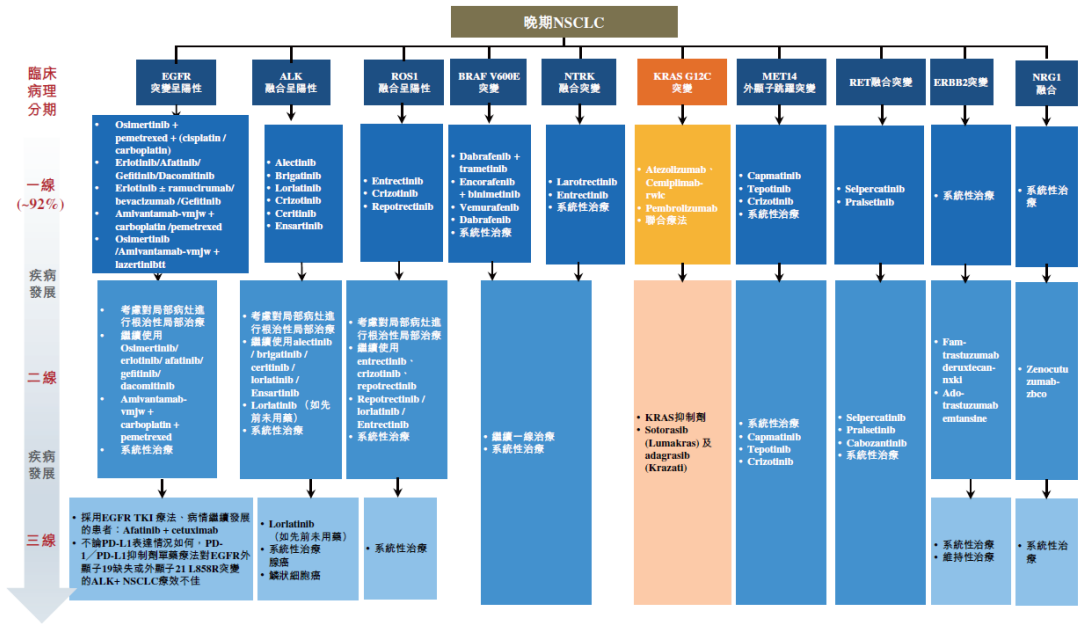 晚期NSCLC
臨床
病理
分期
EGFR
突變呈陽性
ALK
融合呈陽性
ROS1
融合呈陽性
BRAF V600E
突變
NTRK
融合突變
KRAS G12C
突變
MET14
外顯子跳躍突變
RET融合突變
ERBB2突變
NRG1
融合
一線
(~92%)
• Osimertinib +
pemetrexed + (cisplatin /
carboplatin)
• Erlotinib/Afatinib/
Gefitinib/Dacomitinib
• Erlotinib ± ramucirumab/
bevacizumab /Gefitinib
• Amivantamab-vmjw +
carboplatin /pemetrexed
• Osimertinib
/Amivantamab-vmjw +
lazertinibtt
• Alectinib
• Brigatinib
• Lorlatinib
• Crizotinib
• Ceritinib
• Ensartinib
• Entrectinib
• Crizotinib
• Repotrectinib
• Dabrafenib +
trametinib
• Encorafenib
+ binimetinib
• Vemurafenib
• Dabrafenib
• 系統性治療
• Larotrectinib
• Entrectinib
• 系統性治療
• Atezolizumab、
Cemiplimab-
rwlc
• Pembrolizumab
• 聯合療法
• Capmatinib
• Tepotinib
• Crizotinib
• 系統性治療
• Selpercatinib
• Pralsetinib
• 系統性治療
• 系統性治
療
疾病
發展
二線
• 考慮對局部病灶進
行根治性局部治療
• 繼續使用
Osimertinib/
erlotinib/ afatinib/
gefitinib/
dacomitinib
• Amivantamab-
vmjw +
carboplatin +
pemetrexed
• 系統性治療
• 考慮對局部病灶進
行根治性局部治療
• 繼續使用alectini
b / brigatinib /
ceritinib /
lorlatinib /
Ensartinib
• Lorlatinib （如先
前未用藥）
• 系統性治療
• 考慮對局部病灶進
行根治性局部治療
• 繼續使用
entrectinib、
crizotinib、
repotrectinib
• Repotrectinib /
lorlatinib /
Entrectinib
• 系統性治療
• 繼續一線治療
• 系統性治療
• KRAS抑制劑
• Sotorasib
(Lumakras) 及
adagrasib
(Krazati)
• 系統性治療
• Capmatinib
• Tepotinib
• Crizotinib
• Selpercatinib
• Pralsetinib
• Cabozantinib
• 系統性治療
• Fam-
trastuzumab
deruxtecan-
nxki
• Ado-
trastuzumab
emtansine
• Zenocutu
zumab-
zbco
疾病
發展
三線
• 採用EGFR TKI 療法，病情繼續發展
的患者：Afatinib + cetuximab
• 不論PD-L1表達情況如何，PD-
1／PD-L1抑制劑單藥療法對EGFR外
顯子19缺失或外顯子21 L858R突變
的ALK+ NSCLC療效不佳
• Lorlatinib
（如先前未用藥）
• 系統性治療
腺癌
• 鱗狀細胞癌
• 系統性治療
• 系統性治療
• 維持性治療
• 系統性治
療